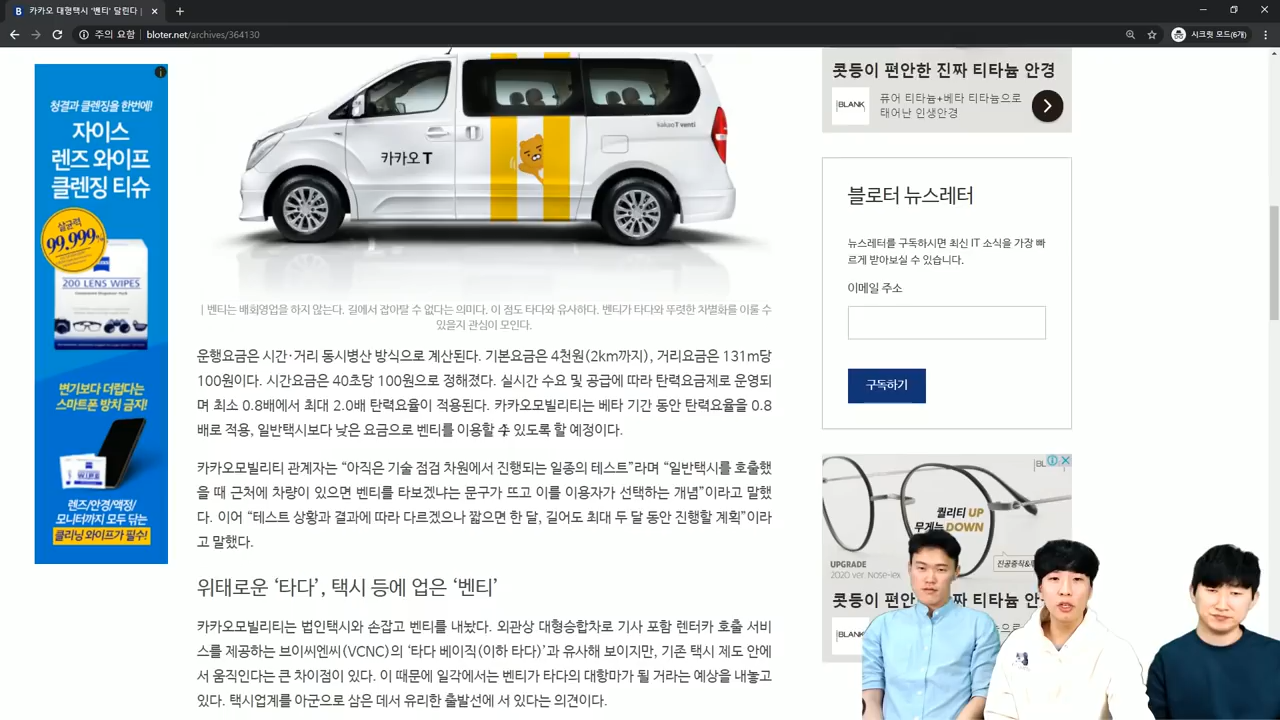 B 카카오 대형택시 '벤티' 달린다 |
주의 요함 | bloter.net/archives/364130
시크릿 모드(6개)
청결과 클렌징을 한번에!
자이스
렌즈 와이프
클렌징 티슈
살균력
99.999%
ZEISS
200 LENS WIPES
변기보다 더럽다는
스마트폰 방치 금지!
렌즈/안경/액정/
모니터까지 모두 닦는
클리닝 와이프가 필수!
카카오 T
kakao T venti
| 벤티는 배회영업을 하지 않는다. 길에서 잡아탈 수 없다는 의미다. 이 점도 타다와 유사하다. 벤티가 타다와 뚜렷한 차별화를 이룰 수
있을지 관심이 모인다.
운행요금은 시간·거리 동시병산 방식으로 계산된다. 기본요금은 4천원(2km까지), 거리요금은 131m당
100원이다. 시간요금은 40초당 100원으로 정해졌다. 실시간 수요 및 공급에 따라 탄력요금제로 운영되
며 최소 0.8배에서 최대 2.0배 탄력요율이 적용된다. 카카오모빌리티는 베타 기간 동안 탄력요율을 0.8
배로 적용, 일반택시보다 낮은 요금으로 벤티를 이용할 수 있도록 할 예정이다.
카카오모빌리티 관계자는 “아직은 기술 점검 차원에서 진행되는 일종의 테스트”라며 “일반택시를 호출했
을 때 근처에 차량이 있으면 벤티를 타보겠냐는 문구가 뜨고 이를 이용자가 선택하는 개념”이라고 말했
다. 이어 “테스트 상황과 결과에 따라 다르겠으나 짧으면 한 달, 길어도 최대 두 달 동안 진행할 계획”이라
고 말했다.
위태로운 ‘타다’, 택시 등에 업은 ‘벤티’
카카오모빌리티는 법인택시와 손잡고 벤티를 내놨다. 외관상 대형승합차로 기사 포함 렌터카 호출 서비
스를 제공하는 브이씨엔씨(VCNC)의 ‘타다 베이직(이하 타다)’과 유사해 보이지만, 기존 택시 제도 안에
서 움직인다는 큰 차이점이 있다. 이 때문에 일각에서는 벤티가 타다의 대항마가 될 거라는 예상을 내놓고
있다. 택시업계를 아군으로 삼은 데서 유리한 출발선에 서 있다는 의견이다.
콧등이 편안한 진짜 티타늄 안경
|BLANK| 퓨어 티타늄+베타 티타늄으로
태어난 인생안경
블로터 뉴스레터
뉴스레터를 구독하시면 최신 IT 소식을 가장 빠
르게 받아보실 수 있습니다.
이메일 주소
구독하기
퀄리티 UP
무게는 DOWN
UPGRADE
2020 ver. Nose-lex
콧등이 편안한 진짜 티타늄 안
|BLANK